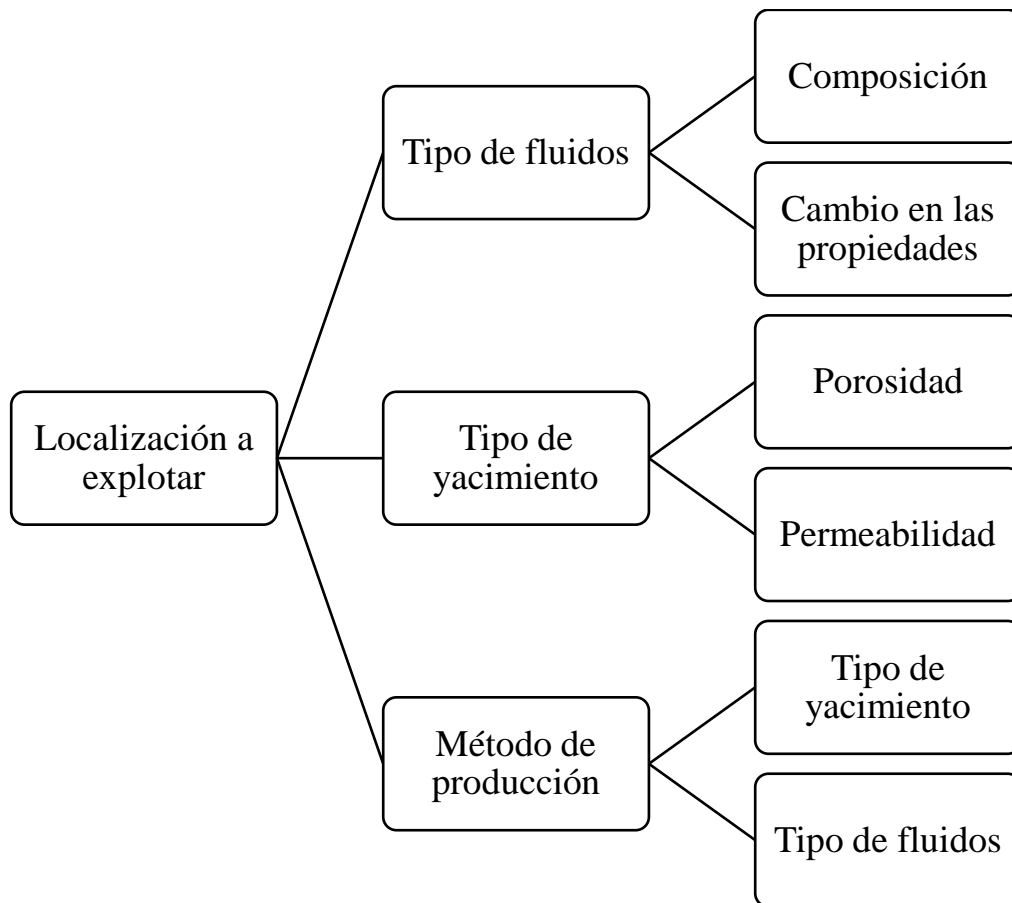 Composición
Tipo de fluidos
Cambio en las
propiedades
Porosidad
Localización a
explotar
Tipo de
yacimiento
Permeabilidad
Tipo de
yacimiento
Método de
producción
Tipo de fluidos